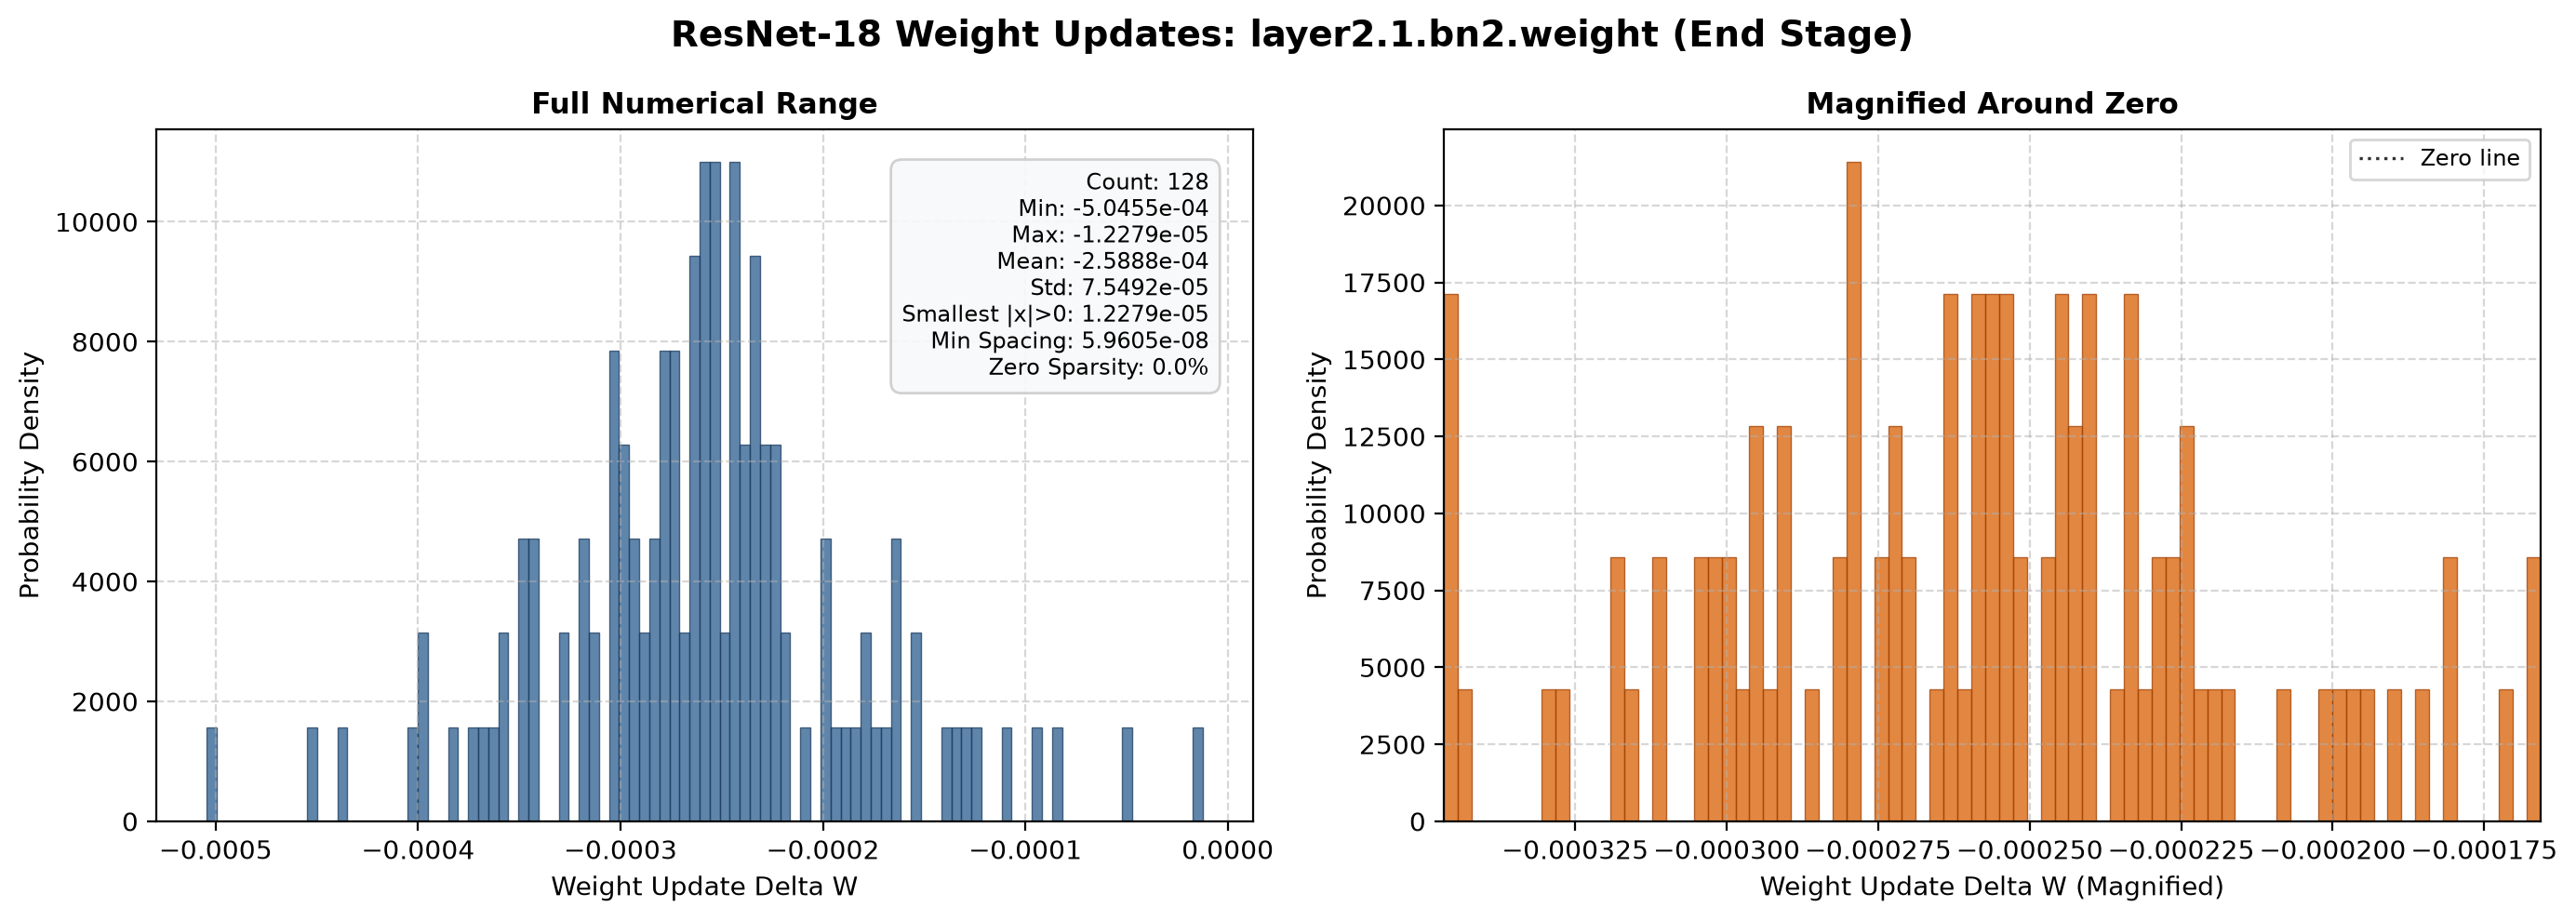 ResNet-18 Weight Updates: layer2.1.bn2.weight (End Stage)
Full Numerical Range
Probability Density
10000
8000
6000
4000
2000
0
Count: 128
Min: -5.0455e-04
Max: -1.2279e-05
Mean: -2.5888e-04
Std: 7.5492e-05
Smallest |x|>0: 1.2279e-05
Min Spacing: 5.9605e-08
Zero Sparsity: 0.0%
−0.0005 −0.0004 −0.0003 −0.0002 −0.0001 0.0000
Weight Update Delta W
Magnified Around Zero
Probability Density
20000
17500
15000
12500
10000
7500
5000
2500
0
Zero line
−0.000325 −0.000300 −0.000275 −0.000250 −0.000225 −0.000200 −0.000175
Weight Update Delta W (Magnified)